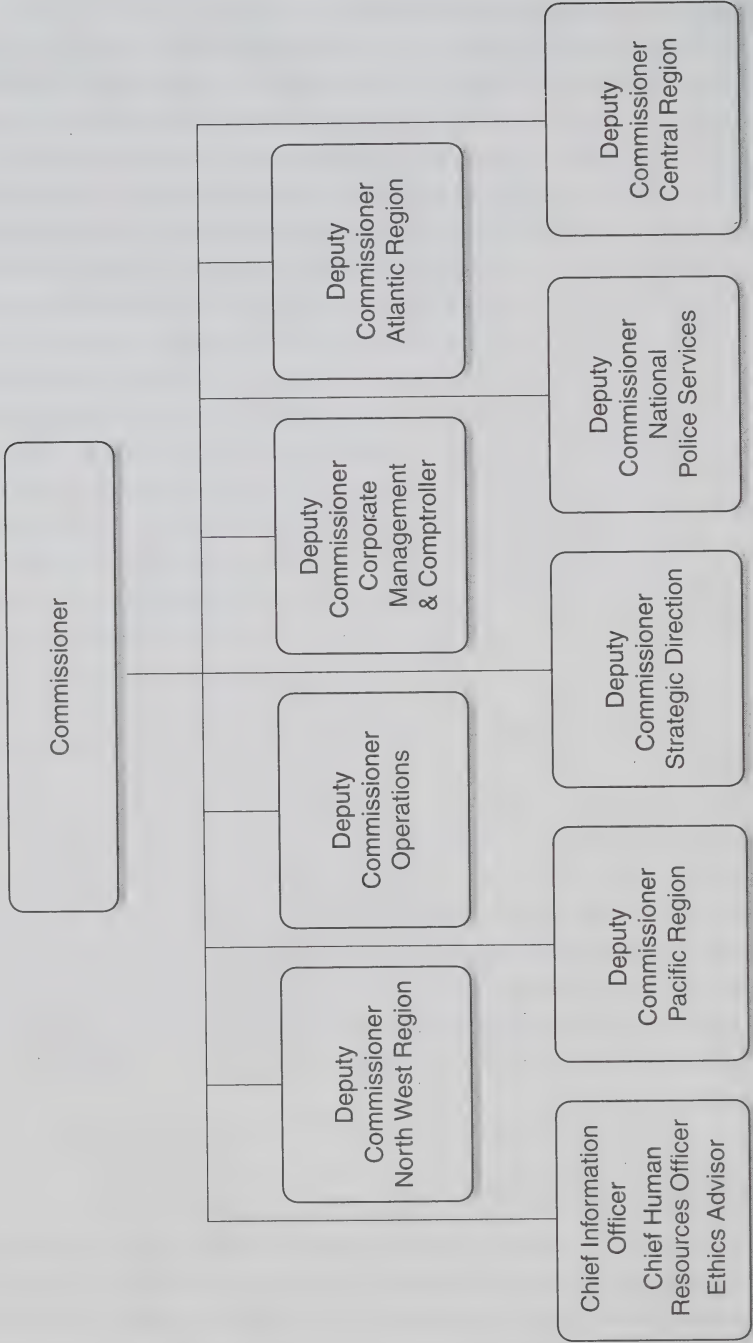 Commissioner
Deputy
Commissioner
North West Region
Deputy
Commissioner
Operations
Deputy
Commissioner
Corporate
Management
& Comptroller
Deputy
Commissioner
Atlantic Region
Chief Information
Officer
Chief Human
Resources Officer
Ethics Advisor
Deputy
Commissioner
Pacific Region
Deputy
Commissioner
Strategic Direction
Deputy
Commissioner
National
Police Services
Deputy
Commissioner
Central Region